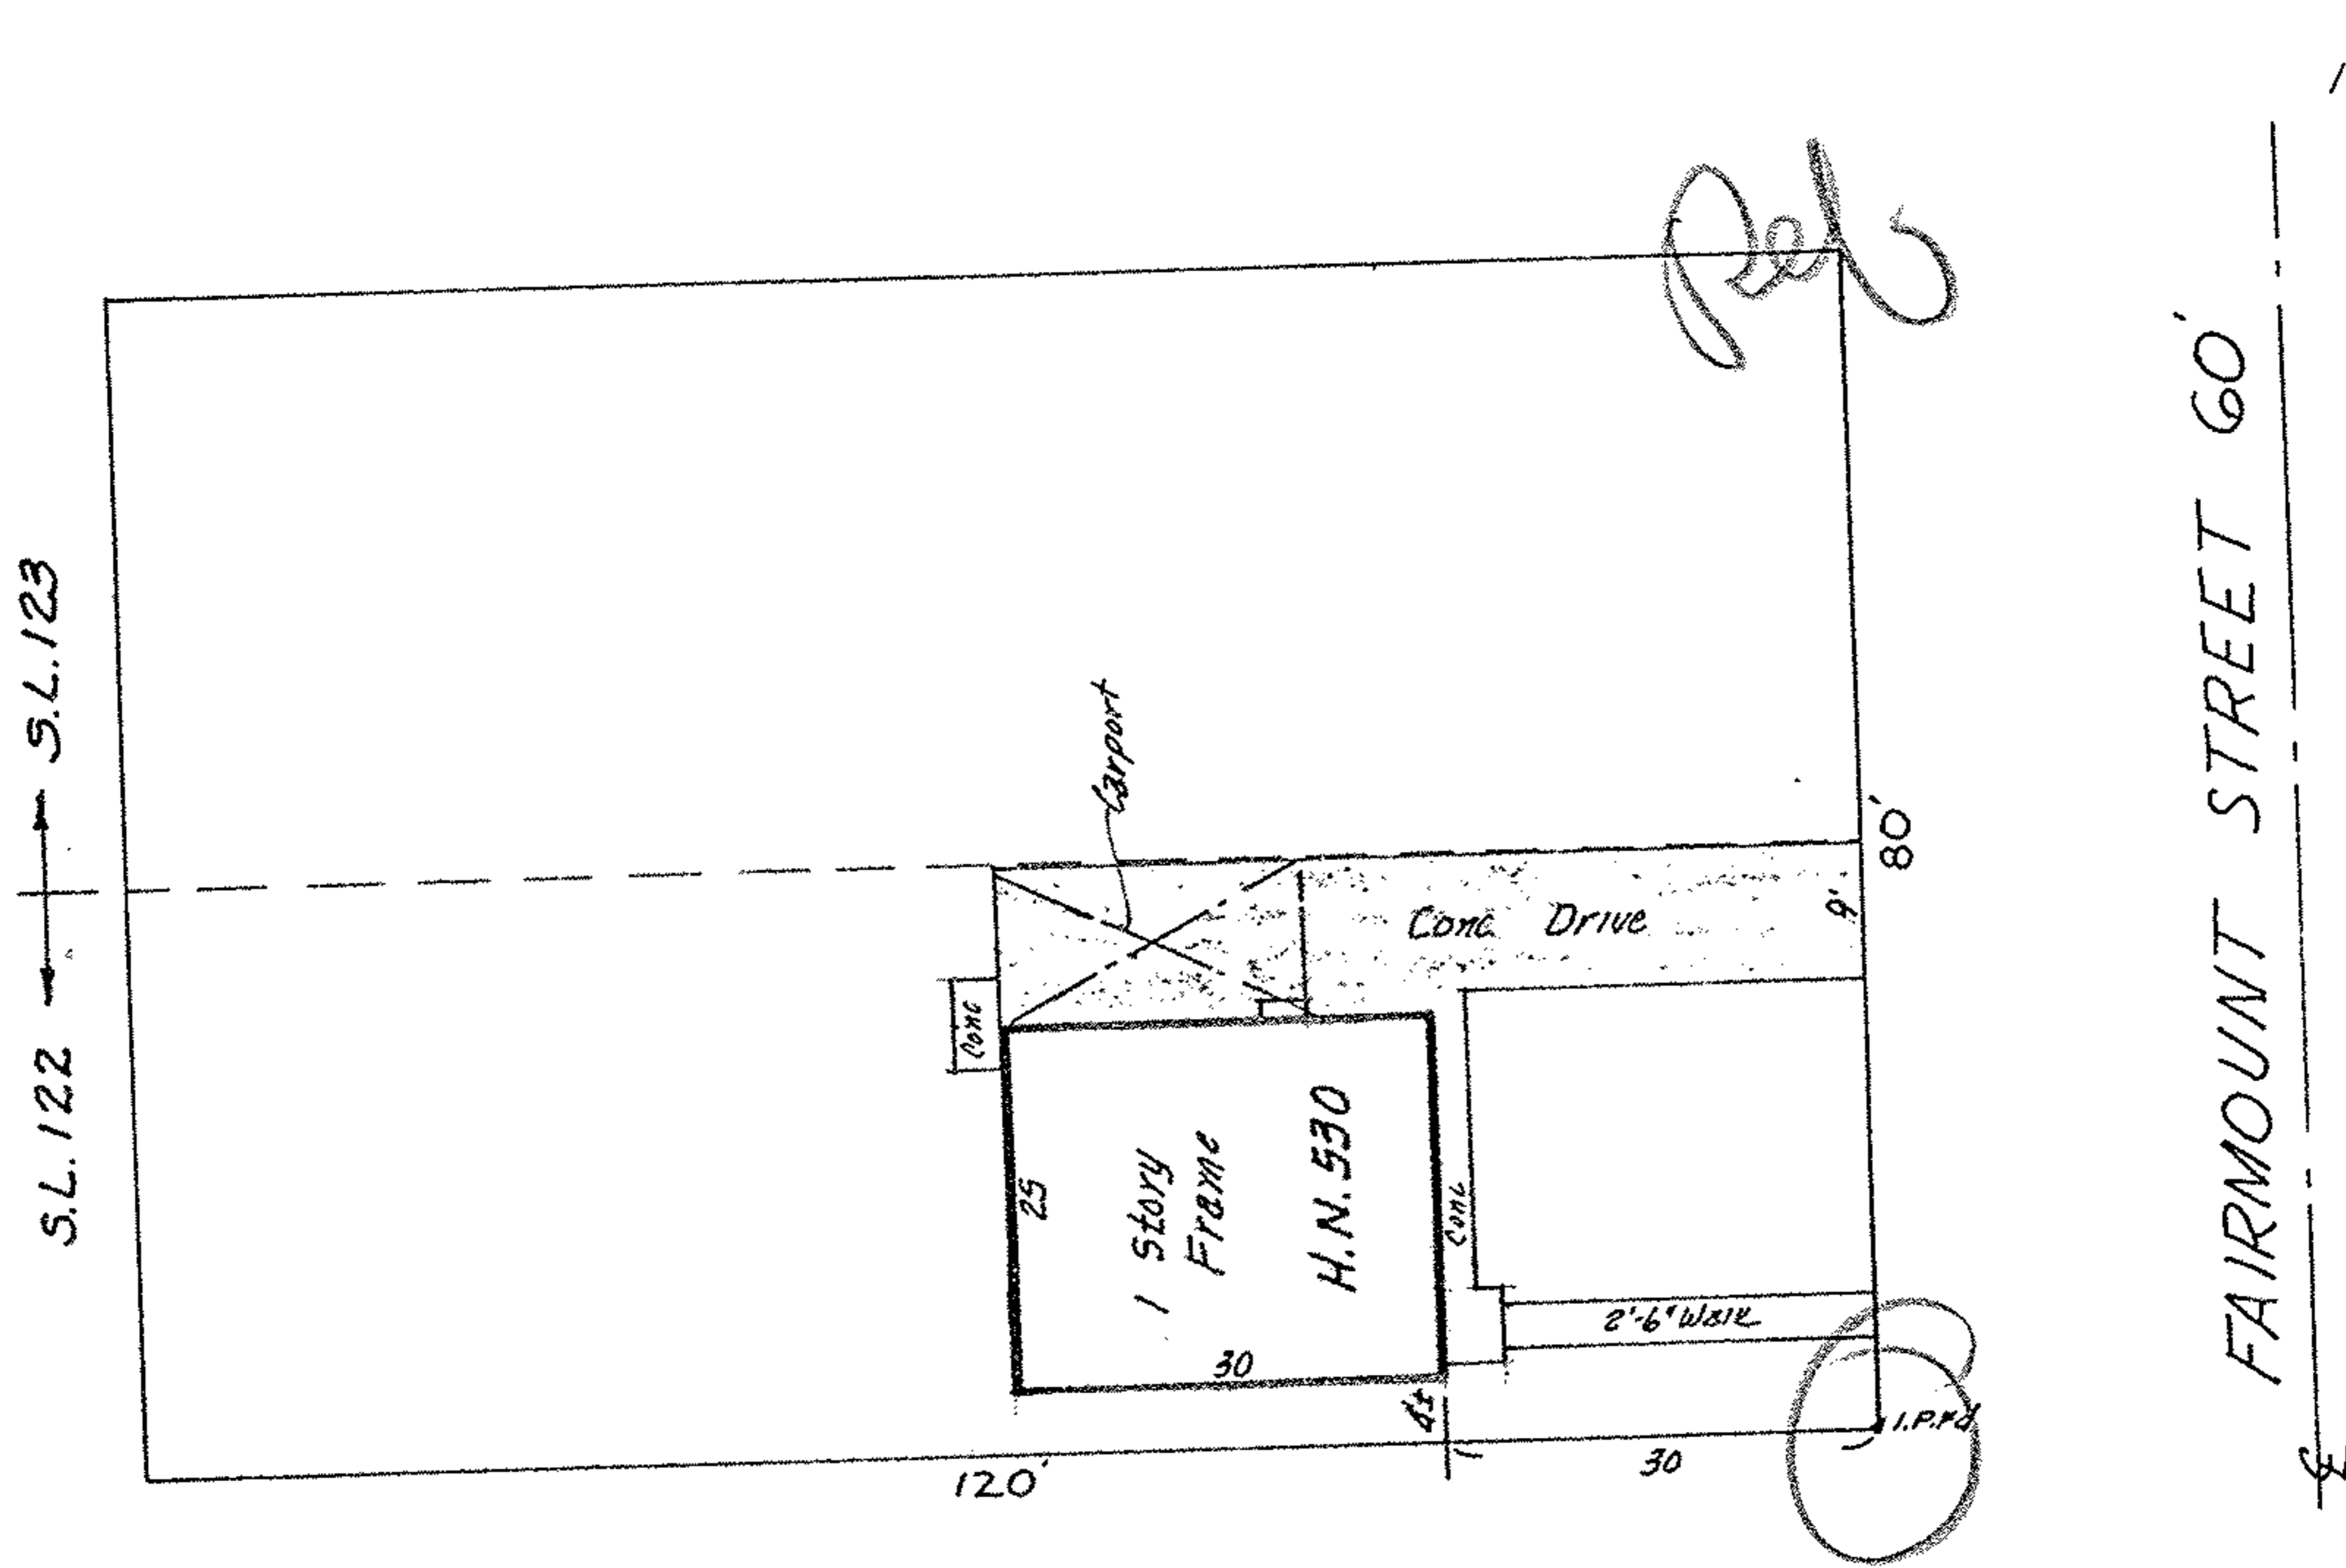 S.L.122 S.L.123
Carport
Conc
Conc Drive
9'
80'
25
1 Story
Frame
H.N.530
30
Conc
2'-6" Walk
4±
120'
30
I.P.F'd
FAIRMOUNT STREET 60'